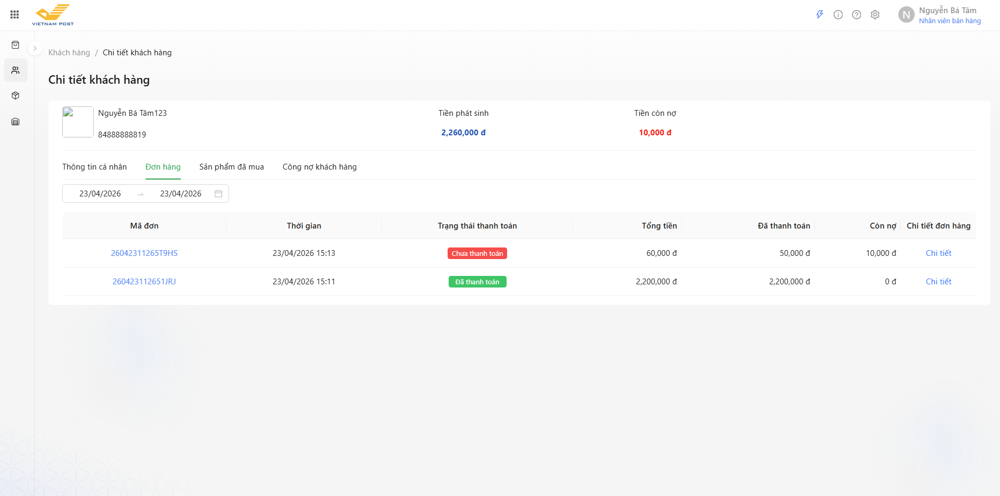 VIETNAM POST
N
Nguyễn Bá Tâm
Nhân viên bán hàng
Khách hàng / Chi tiết khách hàng
Chi tiết khách hàng
Nguyễn Bá Tâm123
84888888819
Tiền phát sinh
2,260,000 đ
Tiền còn nợ
10,000 đ
Thông tin cá nhân Đơn hàng Sản phẩm đã mua Công nợ khách hàng
23/04/2026 → 23/04/2026
Mã đơn Thời gian Trạng thái thanh toán Tổng tiền Đã thanh toán Còn nợ Chi tiết đơn hàng
26042311265T9HS 23/04/2026 15:13 Chưa thanh toán 60,000 đ 50,000 đ 10,000 đ Chi tiết
260423112651JRJ 23/04/2026 15:11 Đã thanh toán 2,200,000 đ 2,200,000 đ 0 đ Chi tiết